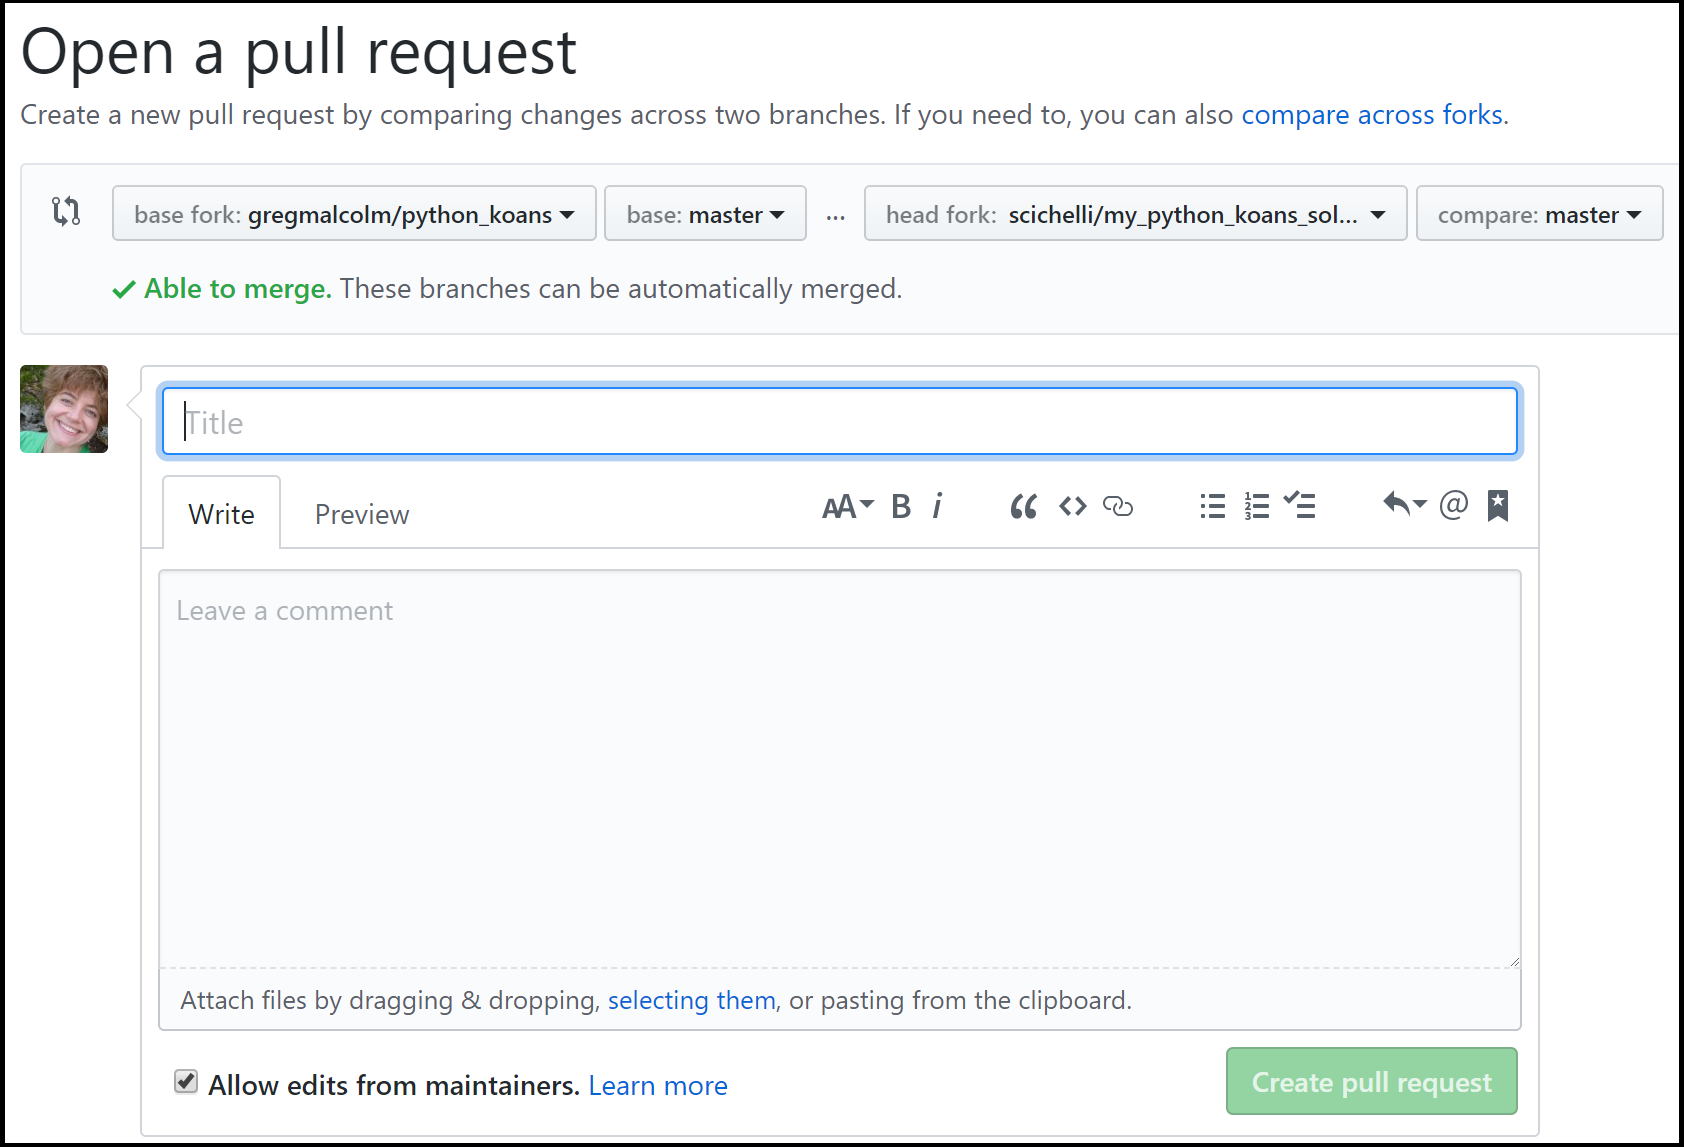 Open a pull request
Create a new pull request by comparing changes across two branches. If you need to, you can also compare across forks.
base fork: gregmalcolm/python_koans base: master ... head fork: scichelli/my_python_koans_sol... compare: master
Able to merge. These branches can be automatically merged.
Title
Write Preview AA B i
Leave a comment
Attach files by dragging & dropping, selecting them, or pasting from the clipboard.
Allow edits from maintainers. Learn more Create pull request